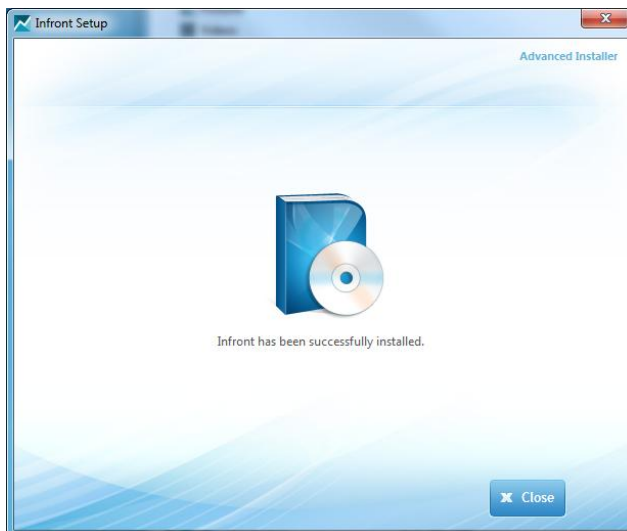 Infront Setup
Advanced Installer
Infront has been successfully installed.
Close